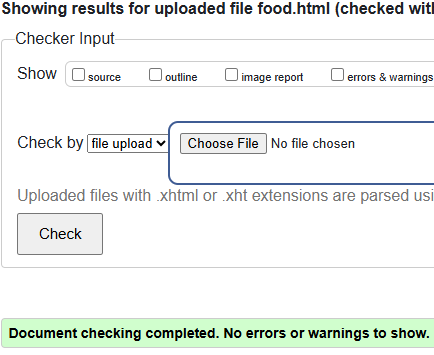 Showing results for uploaded file food.html (checked with
Checker Input
Show source outline image report errors & warnings
Check by file upload Choose File No file chosen
Uploaded files with .xhtml or .xht extensions are parsed usi
Check
Document checking completed. No errors or warnings to show.